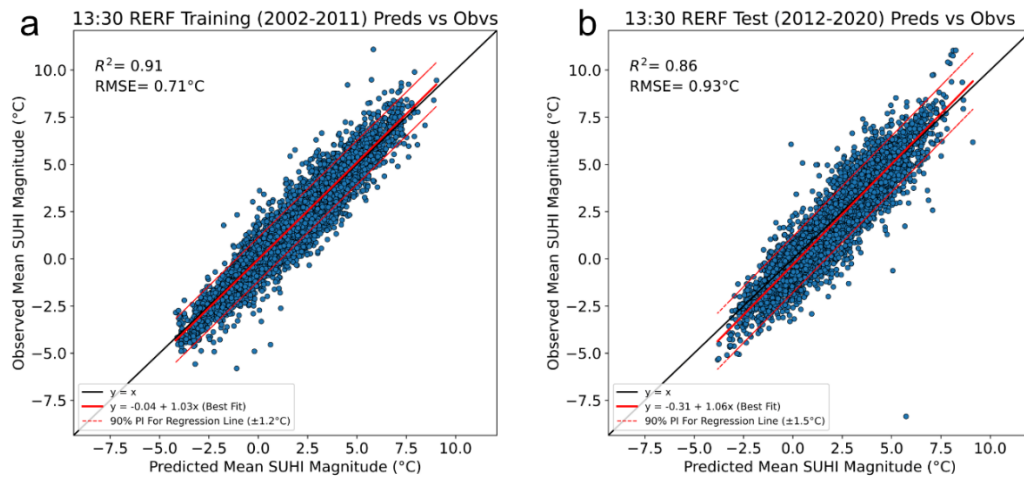 a
13:30 RERF Training (2002-2011) Preds vs Obvs
R²= 0.91
RMSE= 0.71°C
Observed Mean SUHI Magnitude (°C)
10.0
7.5
5.0
2.5
0.0
−2.5
−5.0
−7.5
y = x
y = -0.04 + 1.03x (Best Fit)
90% PI For Regression Line (±1.2°C)
−7.5 −5.0 −2.5 0.0 2.5 5.0 7.5 10.0
Predicted Mean SUHI Magnitude (°C)
b
13:30 RERF Test (2012-2020) Preds vs Obvs
R²= 0.86
RMSE= 0.93°C
Observed Mean SUHI Magnitude (°C)
10.0
7.5
5.0
2.5
0.0
−2.5
−5.0
−7.5
y = x
y = -0.31 + 1.06x (Best Fit)
90% PI For Regression Line (±1.5°C)
−7.5 −5.0 −2.5 0.0 2.5 5.0 7.5 10.0
Predicted Mean SUHI Magnitude (°C)